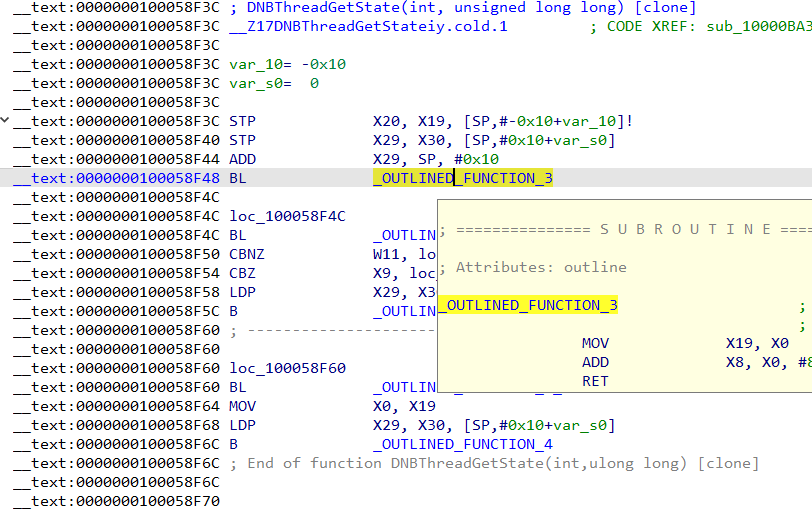 __text:0000000100058F3C ; DNBThreadGetState(int, unsigned long long) [clone]
__text:0000000100058F3C __Z17DNBThreadGetStateiy.cold.1 ; CODE XREF: sub_10000BA3
__text:0000000100058F3C
__text:0000000100058F3C var_10= -0x10
__text:0000000100058F3C var_s0= 0
__text:0000000100058F3C
__text:0000000100058F3C STP X20, X19, [SP,#-0x10+var_10]!
__text:0000000100058F40 STP X29, X30, [SP,#0x10+var_s0]
__text:0000000100058F44 ADD X29, SP, #0x10
__text:0000000100058F48 BL _OUTLINED_FUNCTION_3
__text:0000000100058F4C
__text:0000000100058F4C loc_100058F4C
__text:0000000100058F4C BL _OUTLIN
__text:0000000100058F50 CBNZ W11, lo
__text:0000000100058F54 CBZ X9, loc_
__text:0000000100058F58 LDP X29, X3
__text:0000000100058F5C B _OUTLIN
__text:0000000100058F60 ; ----------------------
__text:0000000100058F60
__text:0000000100058F60 loc_100058F60
__text:0000000100058F60 BL _OUTLIN
__text:0000000100058F64 MOV X0, X19
__text:0000000100058F68 LDP X29, X30, [SP,#0x10+var_s0]
__text:0000000100058F6C B _OUTLINED_FUNCTION_4
__text:0000000100058F6C ; End of function DNBThreadGetState(int,ulong long) [clone]
__text:0000000100058F6C
__text:0000000100058F70
; =============== S U B R O U T I N E ====
; Attributes: outline
_OUTLINED_FUNCTION_3 ;
;
MOV X19, X0
ADD X8, X0, #8
RET